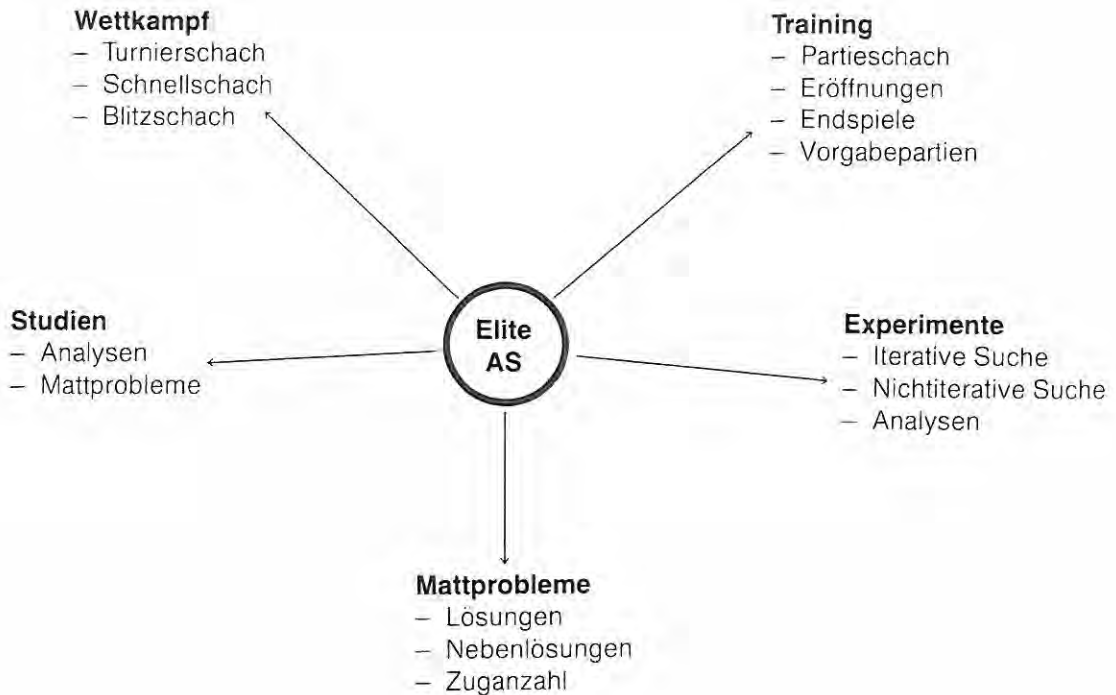 Wettkampf
– Turnierschach
– Schnellschach
– Blitzschach
Training
– Partieschach
– Eröffnungen
– Endspiele
– Vorgabepartien
Studien
– Analysen
– Mattprobleme
Elite
AS
Experimente
– Iterative Suche
– Nichtiterative Suche
– Analysen
Mattprobleme
– Lösungen
– Nebenlösungen
– Zuganzahl